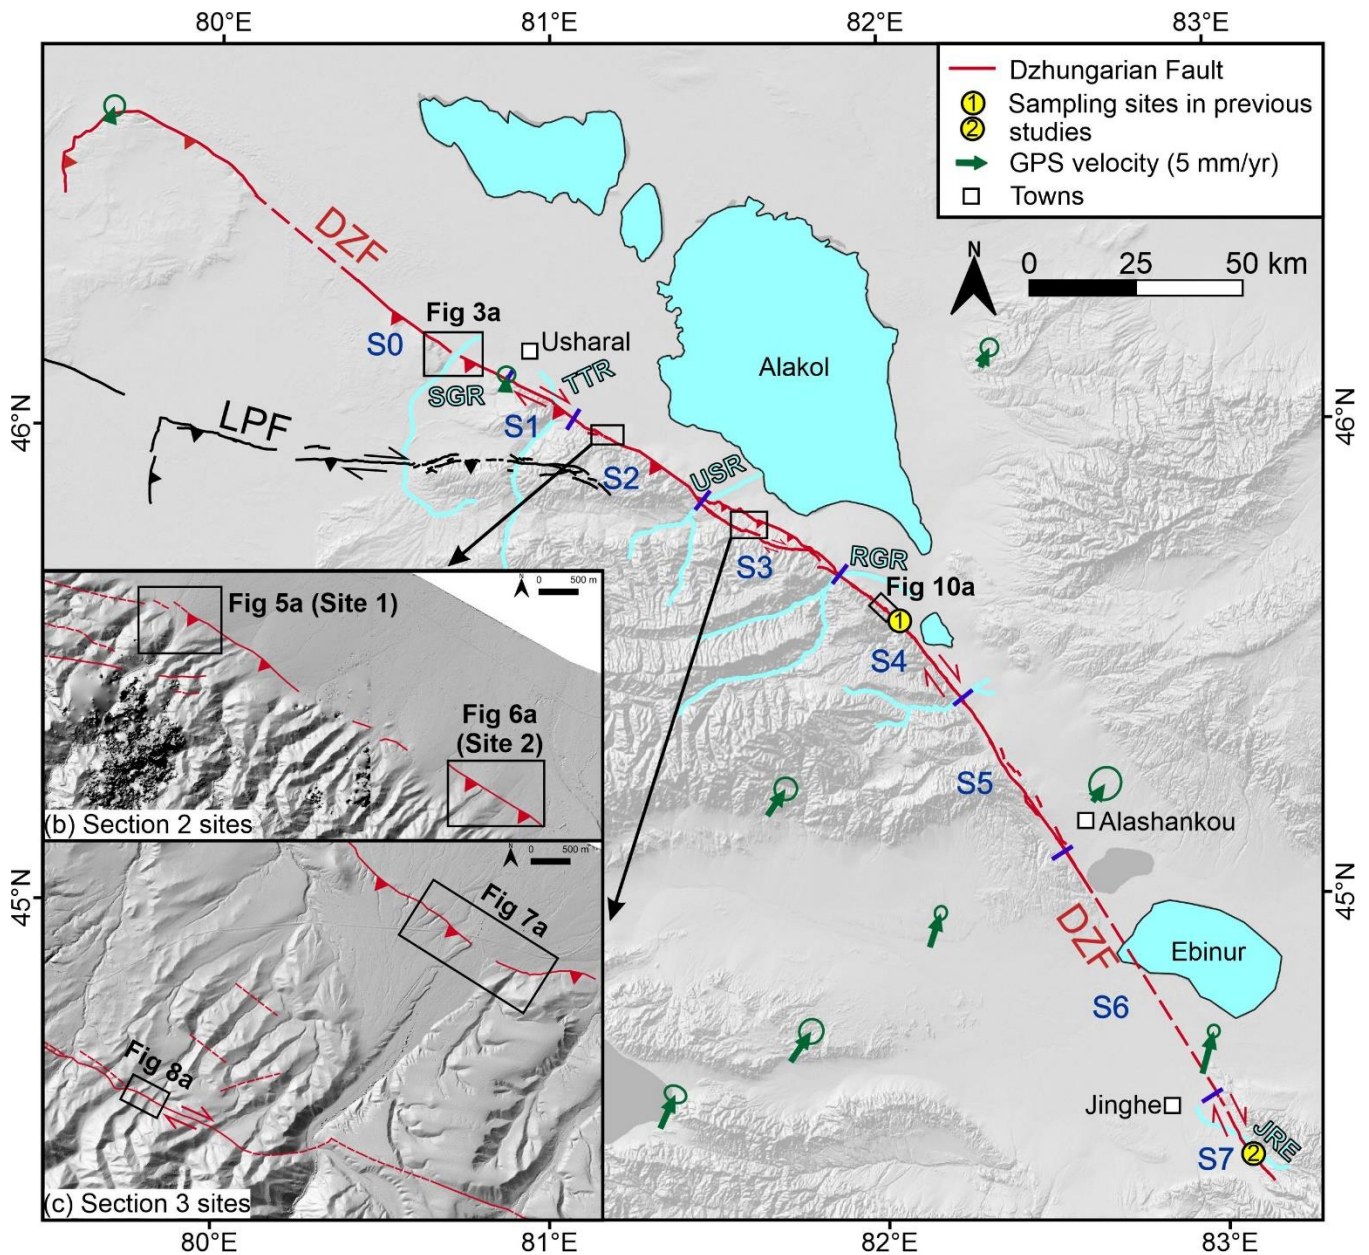 80°E 81°E 82°E 83°E
Dzhungarian Fault
1 Sampling sites in previous
2 studies
GPS velocity (5 mm/yr)
Towns
DZF
N
0 25 50 km
Fig 3a
S0
Usharal
Alakol
SGR
TTR
46°N
46°N
LPF
S1
S2
USR
S3
RGR
Fig 10a
1
S4
N
0 500 m
Fig 5a (Site 1)
Fig 6a
(Site 2)
(b) Section 2 sites
S5
Alashankou
N
0 500 m
45°N
45°N
Fig 7a
DZF
Ebinur
S6
Fig 8a
Jinghe
JRE
S7
2
(c) Section 3 sites
80°E 81°E 82°E 83°E